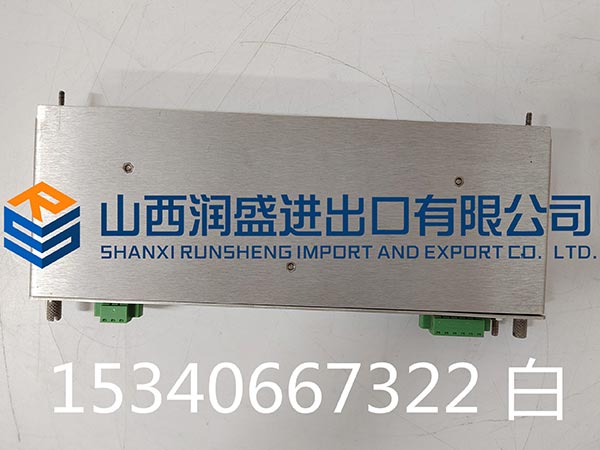 山西润盛进出口有限公司
SHANXI RUNSHENG IMPORT AND EXPORT CO. LTD.
15340667322 白